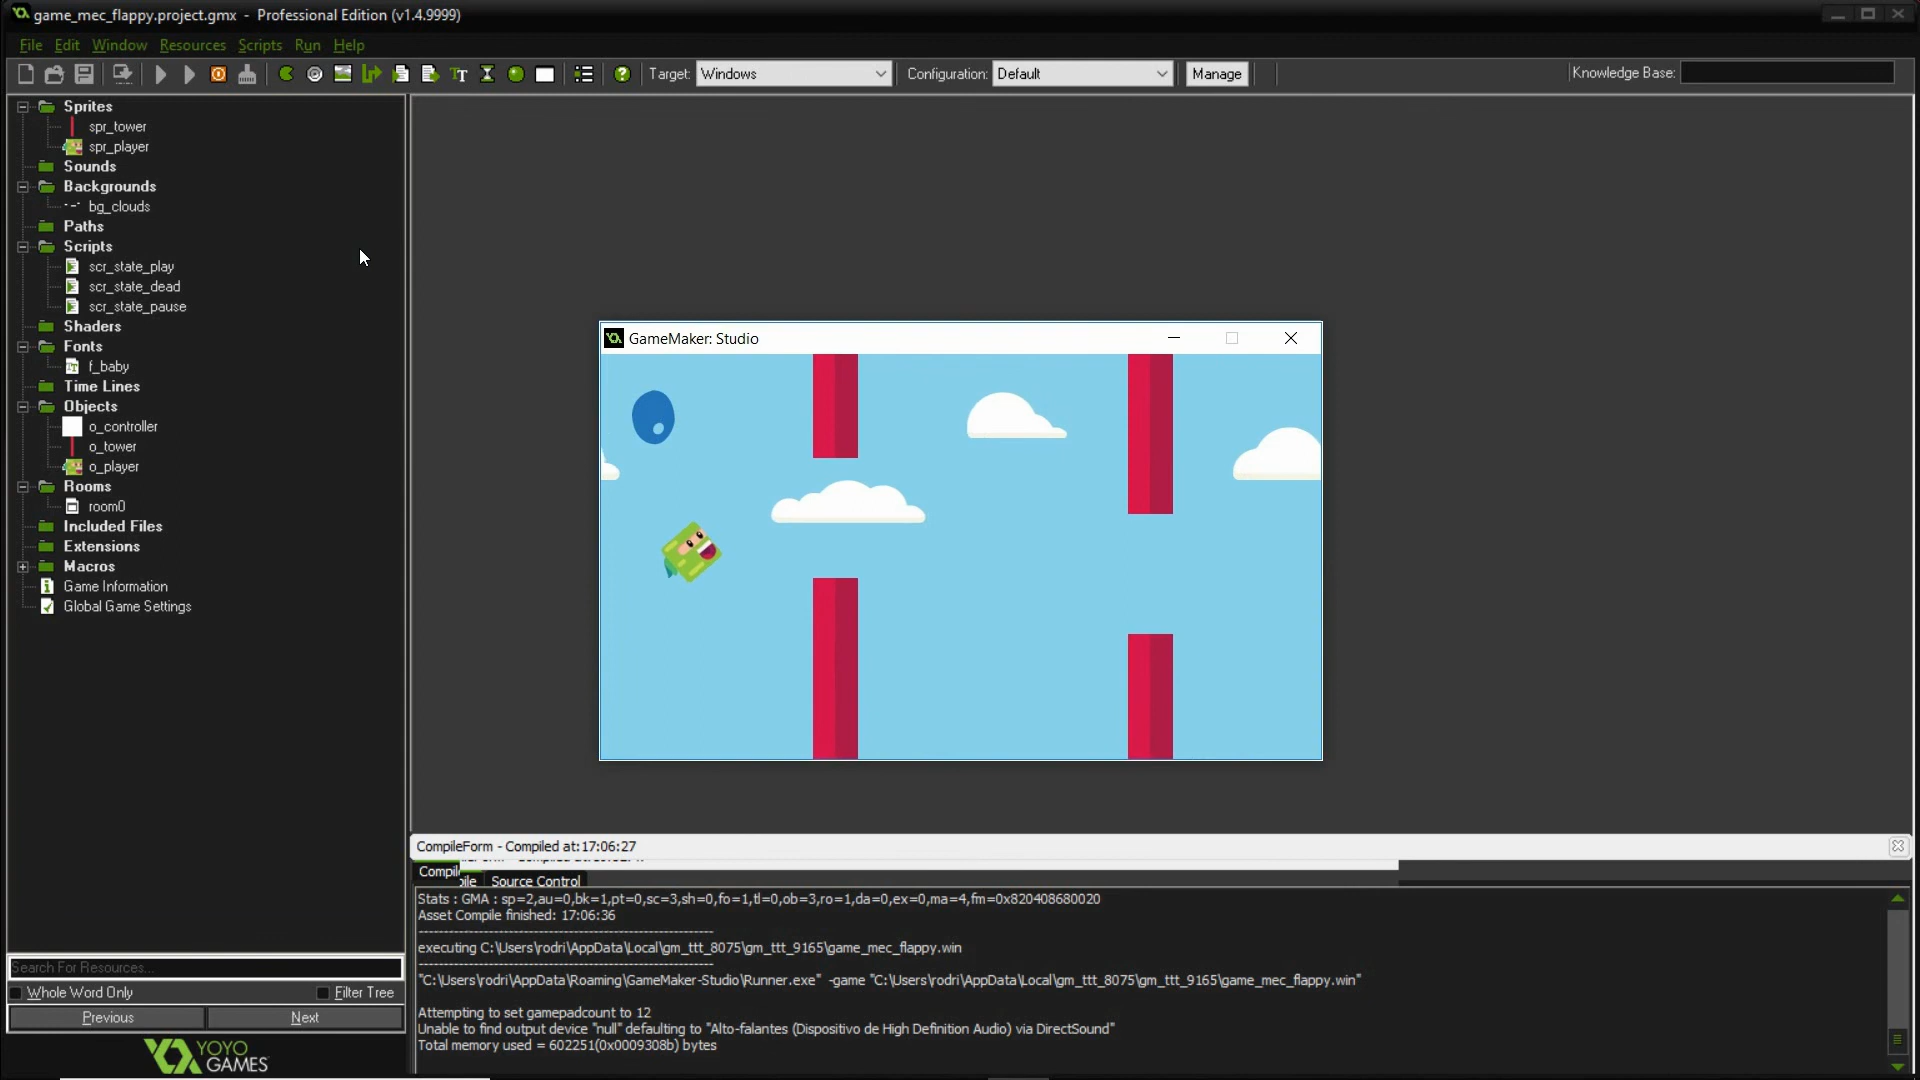 game_mec_flappy.project.gmx - Professional Edition (v1.4.9999)
File Edit Window Resources Scripts Run Help
Target: Windows Configuration: Default Manage Knowledge Base:
Sprites
spr_tower
spr_player
Sounds
Backgrounds
bg_clouds
Paths
Scripts
scr_state_play
scr_state_dead
scr_state_pause
Shaders
Fonts
f_baby
Time Lines
Objects
o_controller
o_tower
o_player
Rooms
room0
Included Files
Extensions
Macros
Game Information
Global Game Settings
Search For Resources...
Whole Word Only Filter Tree
Previous Next
YOYO
GAMES
GameMaker: Studio
CompileForm - Compiled at:17:06:27
Source Control
Stats : GMA : sp=2,au=0,bk=1,pt=0,sc=3,sh=0,fo=1,tl=0,ob=3,ro=1,da=0,ex=0,ma=4,fm=0x820408680020
Asset Compile finished: 17:06:36
executing C:\Users\rodri\AppData\Local\gm_ttt_8075\gm_ttt_9165\game_mec_flappy.win
"C:\Users\rodri\AppData\Roaming\GameMaker-Studio\Runner.exe" -game "C:\Users\rodri\AppData\Local\gm_ttt_8075\gm_ttt_9165\game_mec_flappy.win"
Attempting to set gamepadcount to 12
Unable to find output device "null" defaulting to "Alto-falantes (Dispositivo de High Definition Audio) via DirectSound"
Total memory used = 602251(0x0009308b) bytes